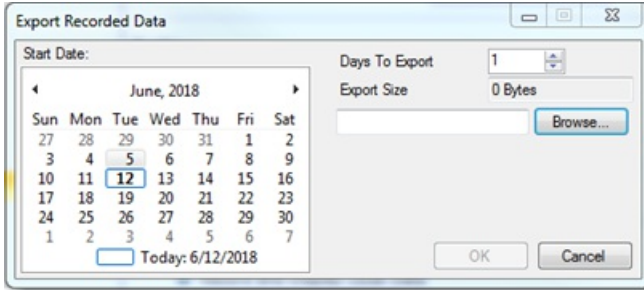 Export Recorded Data
Start Date:
June, 2018
Sun Mon Tue Wed Thu Fri Sat
27 28 29 30 31 1 2
3 4 5 6 7 8 9
10 11 12 13 14 15 16
17 18 19 20 21 22 23
24 25 26 27 28 29 30
1 2 3 4 5 6 7
Today: 6/12/2018
Days To Export 1
Export Size 0 Bytes
Browse...
OK Cancel